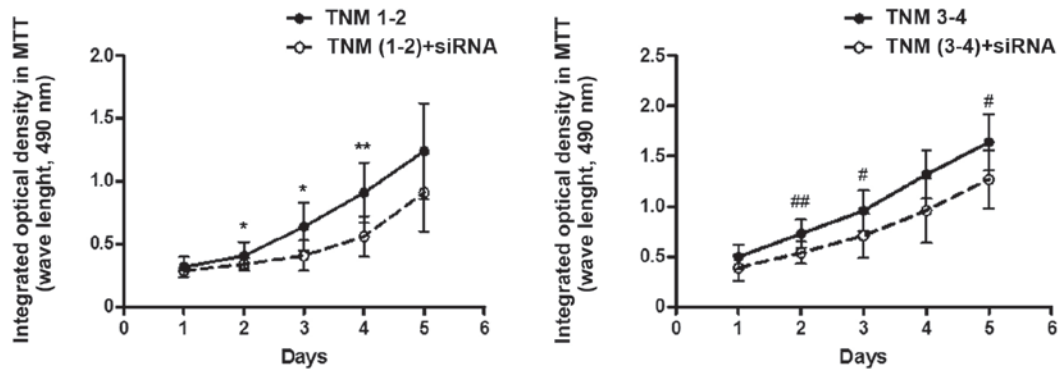 TNM 1-2
TNM (1-2)+siRNA
Integrated optical density in MTT
(wave lenght, 490 nm)
2.0
1.5
1.0
0.5
0
**
*
*
0 1 2 3 4 5 6
Days
TNM 3-4
TNM (3-4)+siRNA
Integrated optical density in MTT
(wave lenght, 490 nm)
2.5
2.0
1.5
1.0
0.5
0
#
#
##
0 1 2 3 4 5 6
Days